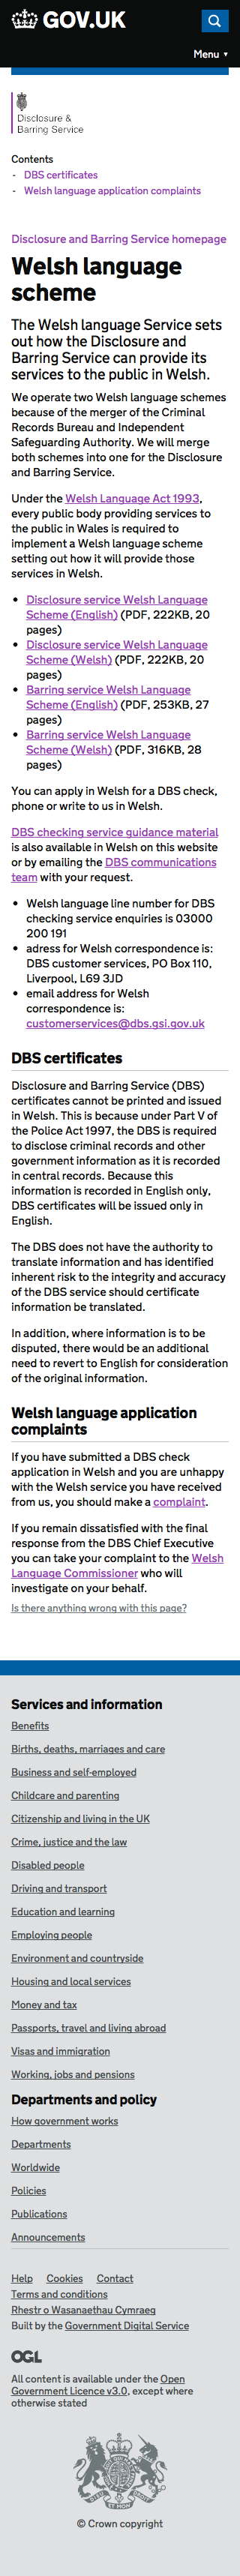 GOV.UK
Menu ▼
Disclosure &
Barring Service
Contents
- DBS certificates
- Welsh language application complaints
Disclosure and Barring Service homepage
Welsh language
scheme
The Welsh language Service sets
out how the Disclosure and
Barring Service can provide its
services to the public in Welsh.
We operate two Welsh language schemes
because of the merger of the Criminal
Records Bureau and Independent
Safeguarding Authority. We will merge
both schemes into one for the Disclosure
and Barring Service.
Under the Welsh Language Act 1993,
every public body providing services to
the public in Wales is required to
implement a Welsh language scheme
setting out how it will provide those
services in Welsh.
• Disclosure service Welsh Language
Scheme (English) (PDF, 222KB, 20
pages)
• Disclosure service Welsh Language
Scheme (Welsh) (PDF, 222KB, 20
pages)
• Barring service Welsh Language
Scheme (English) (PDF, 253KB, 27
pages)
• Barring service Welsh Language
Scheme (Welsh) (PDF, 316KB, 28
pages)
You can apply in Welsh for a DBS check,
phone or write to us in Welsh.
DBS checking service guidance material
is also available in Welsh on this website
or by emailing the DBS communications
team with your request.
• Welsh language line number for DBS
checking service enquiries is 03000
200 191
• adress for Welsh correspondence is:
DBS customer services, PO Box 110,
Liverpool, L69 3JD
• email address for Welsh
correspondence is:
customerservices@dbs.gsi.gov.uk
DBS certificates
Disclosure and Barring Service (DBS)
certificates cannot be printed and issued
in Welsh. This is because under Part V of
the Police Act 1997, the DBS is required
to disclose criminal records and other
government information as it is recorded
in central records. Because this
information is recorded in English only,
DBS certificates will be issued only in
English.
The DBS does not have the authority to
translate information and has identified
inherent risk to the integrity and accuracy
of the DBS service should certificate
information be translated.
In addition, where information is to be
disputed, there would be an additional
need to revert to English for consideration
of the original information.
Welsh language application
complaints
If you have submitted a DBS check
application in Welsh and you are unhappy
with the Welsh service you have received
from us, you should make a complaint.
If you remain dissatisfied with the final
response from the DBS Chief Executive
you can take your complaint to the Welsh
Language Commissioner who will
investigate on your behalf.
Is there anything wrong with this page?
Services and information
Benefits
Births, deaths, marriages and care
Business and self-employed
Childcare and parenting
Citizenship and living in the UK
Crime, justice and the law
Disabled people
Driving and transport
Education and learning
Employing people
Environment and countryside
Housing and local services
Money and tax
Passports, travel and living abroad
Visas and immigration
Working, jobs and pensions
Departments and policy
How government works
Departments
Worldwide
Policies
Publications
Announcements
Help Cookies Contact
Terms and conditions
Rhestr o Wasanaethau Cymraeg
Built by the Government Digital Service
OGL
All content is available under the Open
Government Licence v3.0, except where
otherwise stated
© Crown copyright